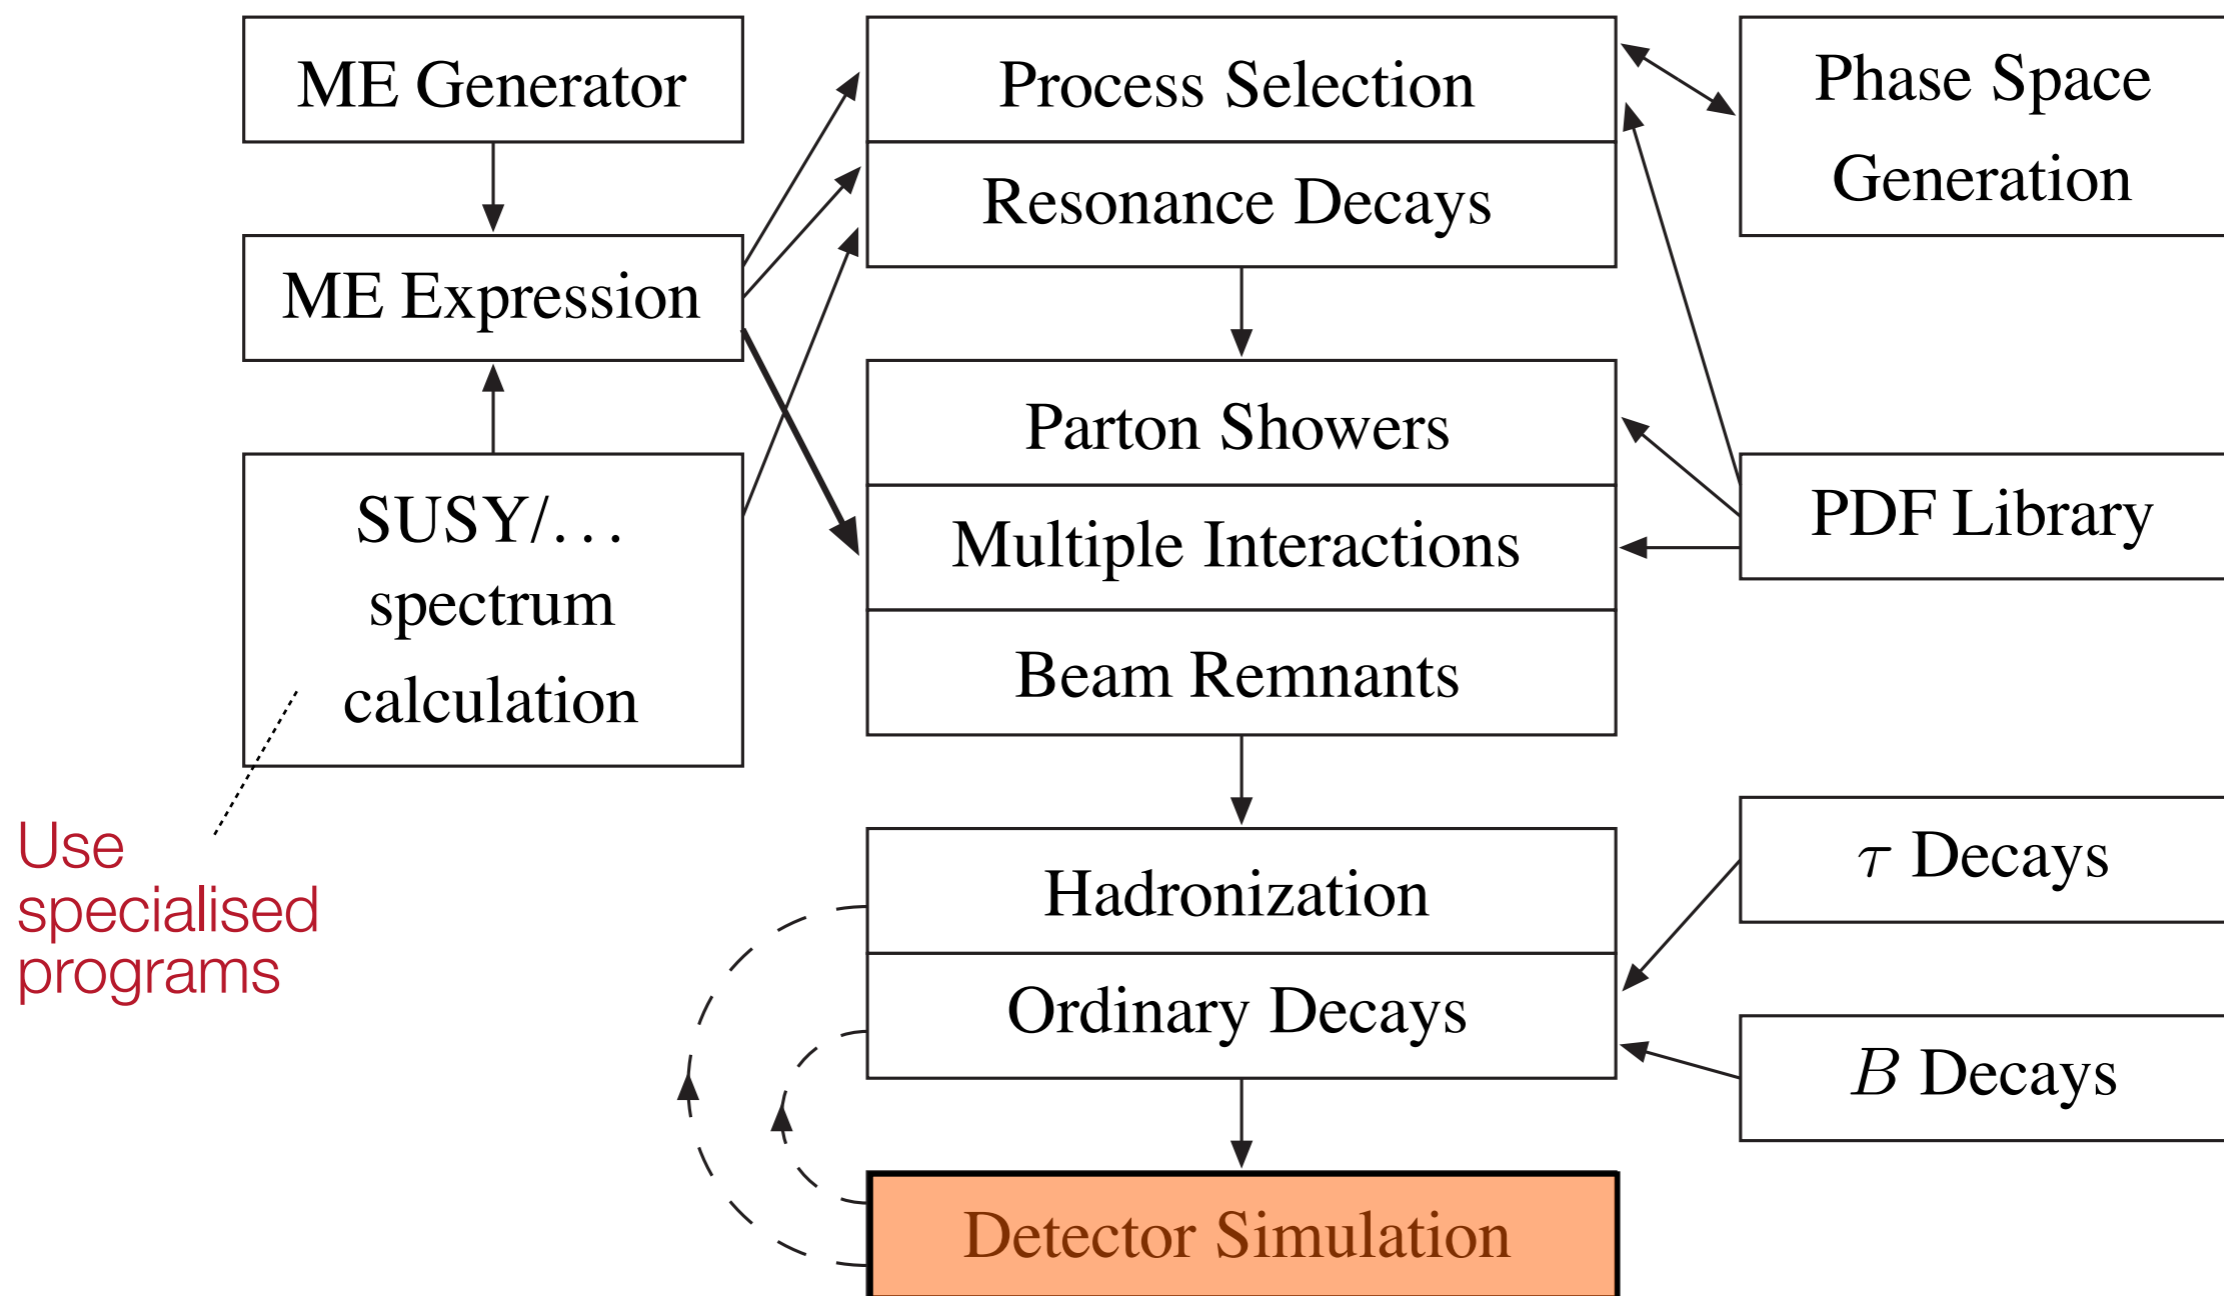 ME Generator
Process Selection
Phase Space
Generation
Resonance Decays
ME Expression
Parton Showers
SUSY/…
spectrum
calculation
PDF Library
Multiple Interactions
Beam Remnants
Use
specialised
programs
Hadronization
τ Decays
Ordinary Decays
B Decays
Detector Simulation